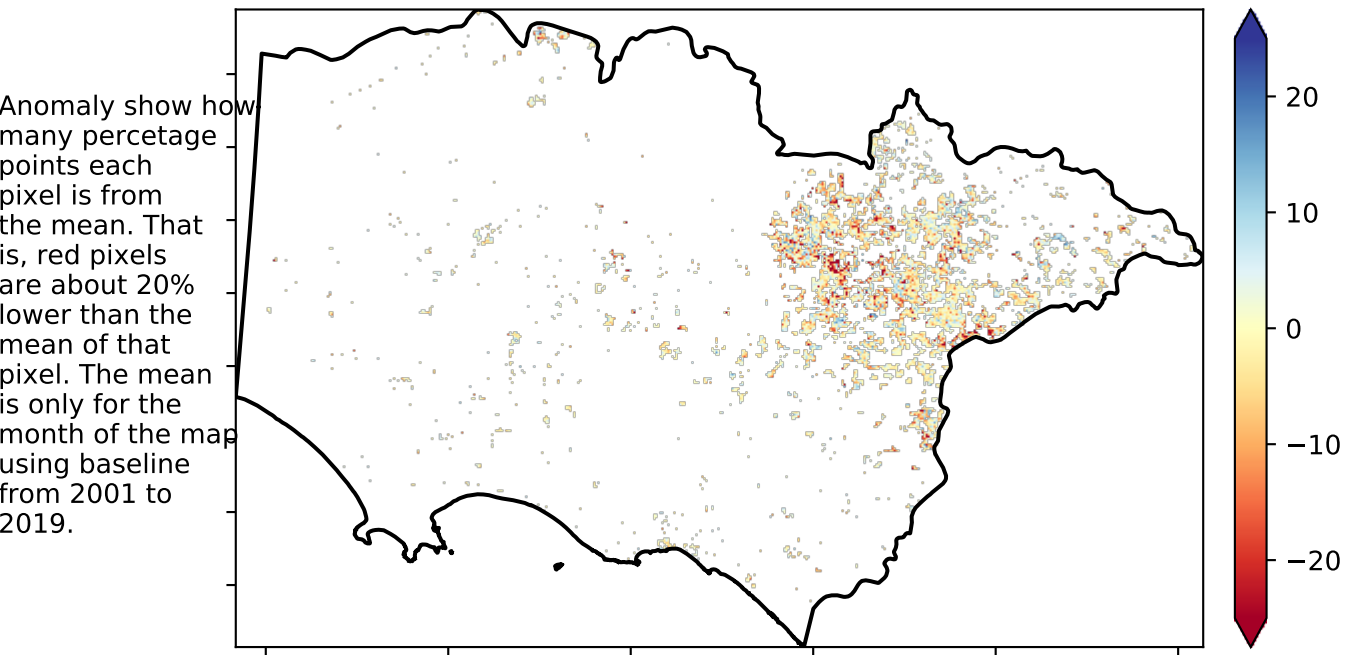 Anomaly show how
many percetage
points each
pixel is from
the mean. That
is, red pixels
are about 20%
lower than the
mean of that
pixel. The mean
is only for the
month of the map
using baseline
from 2001 to
2019.
20
10
0
−10
−20